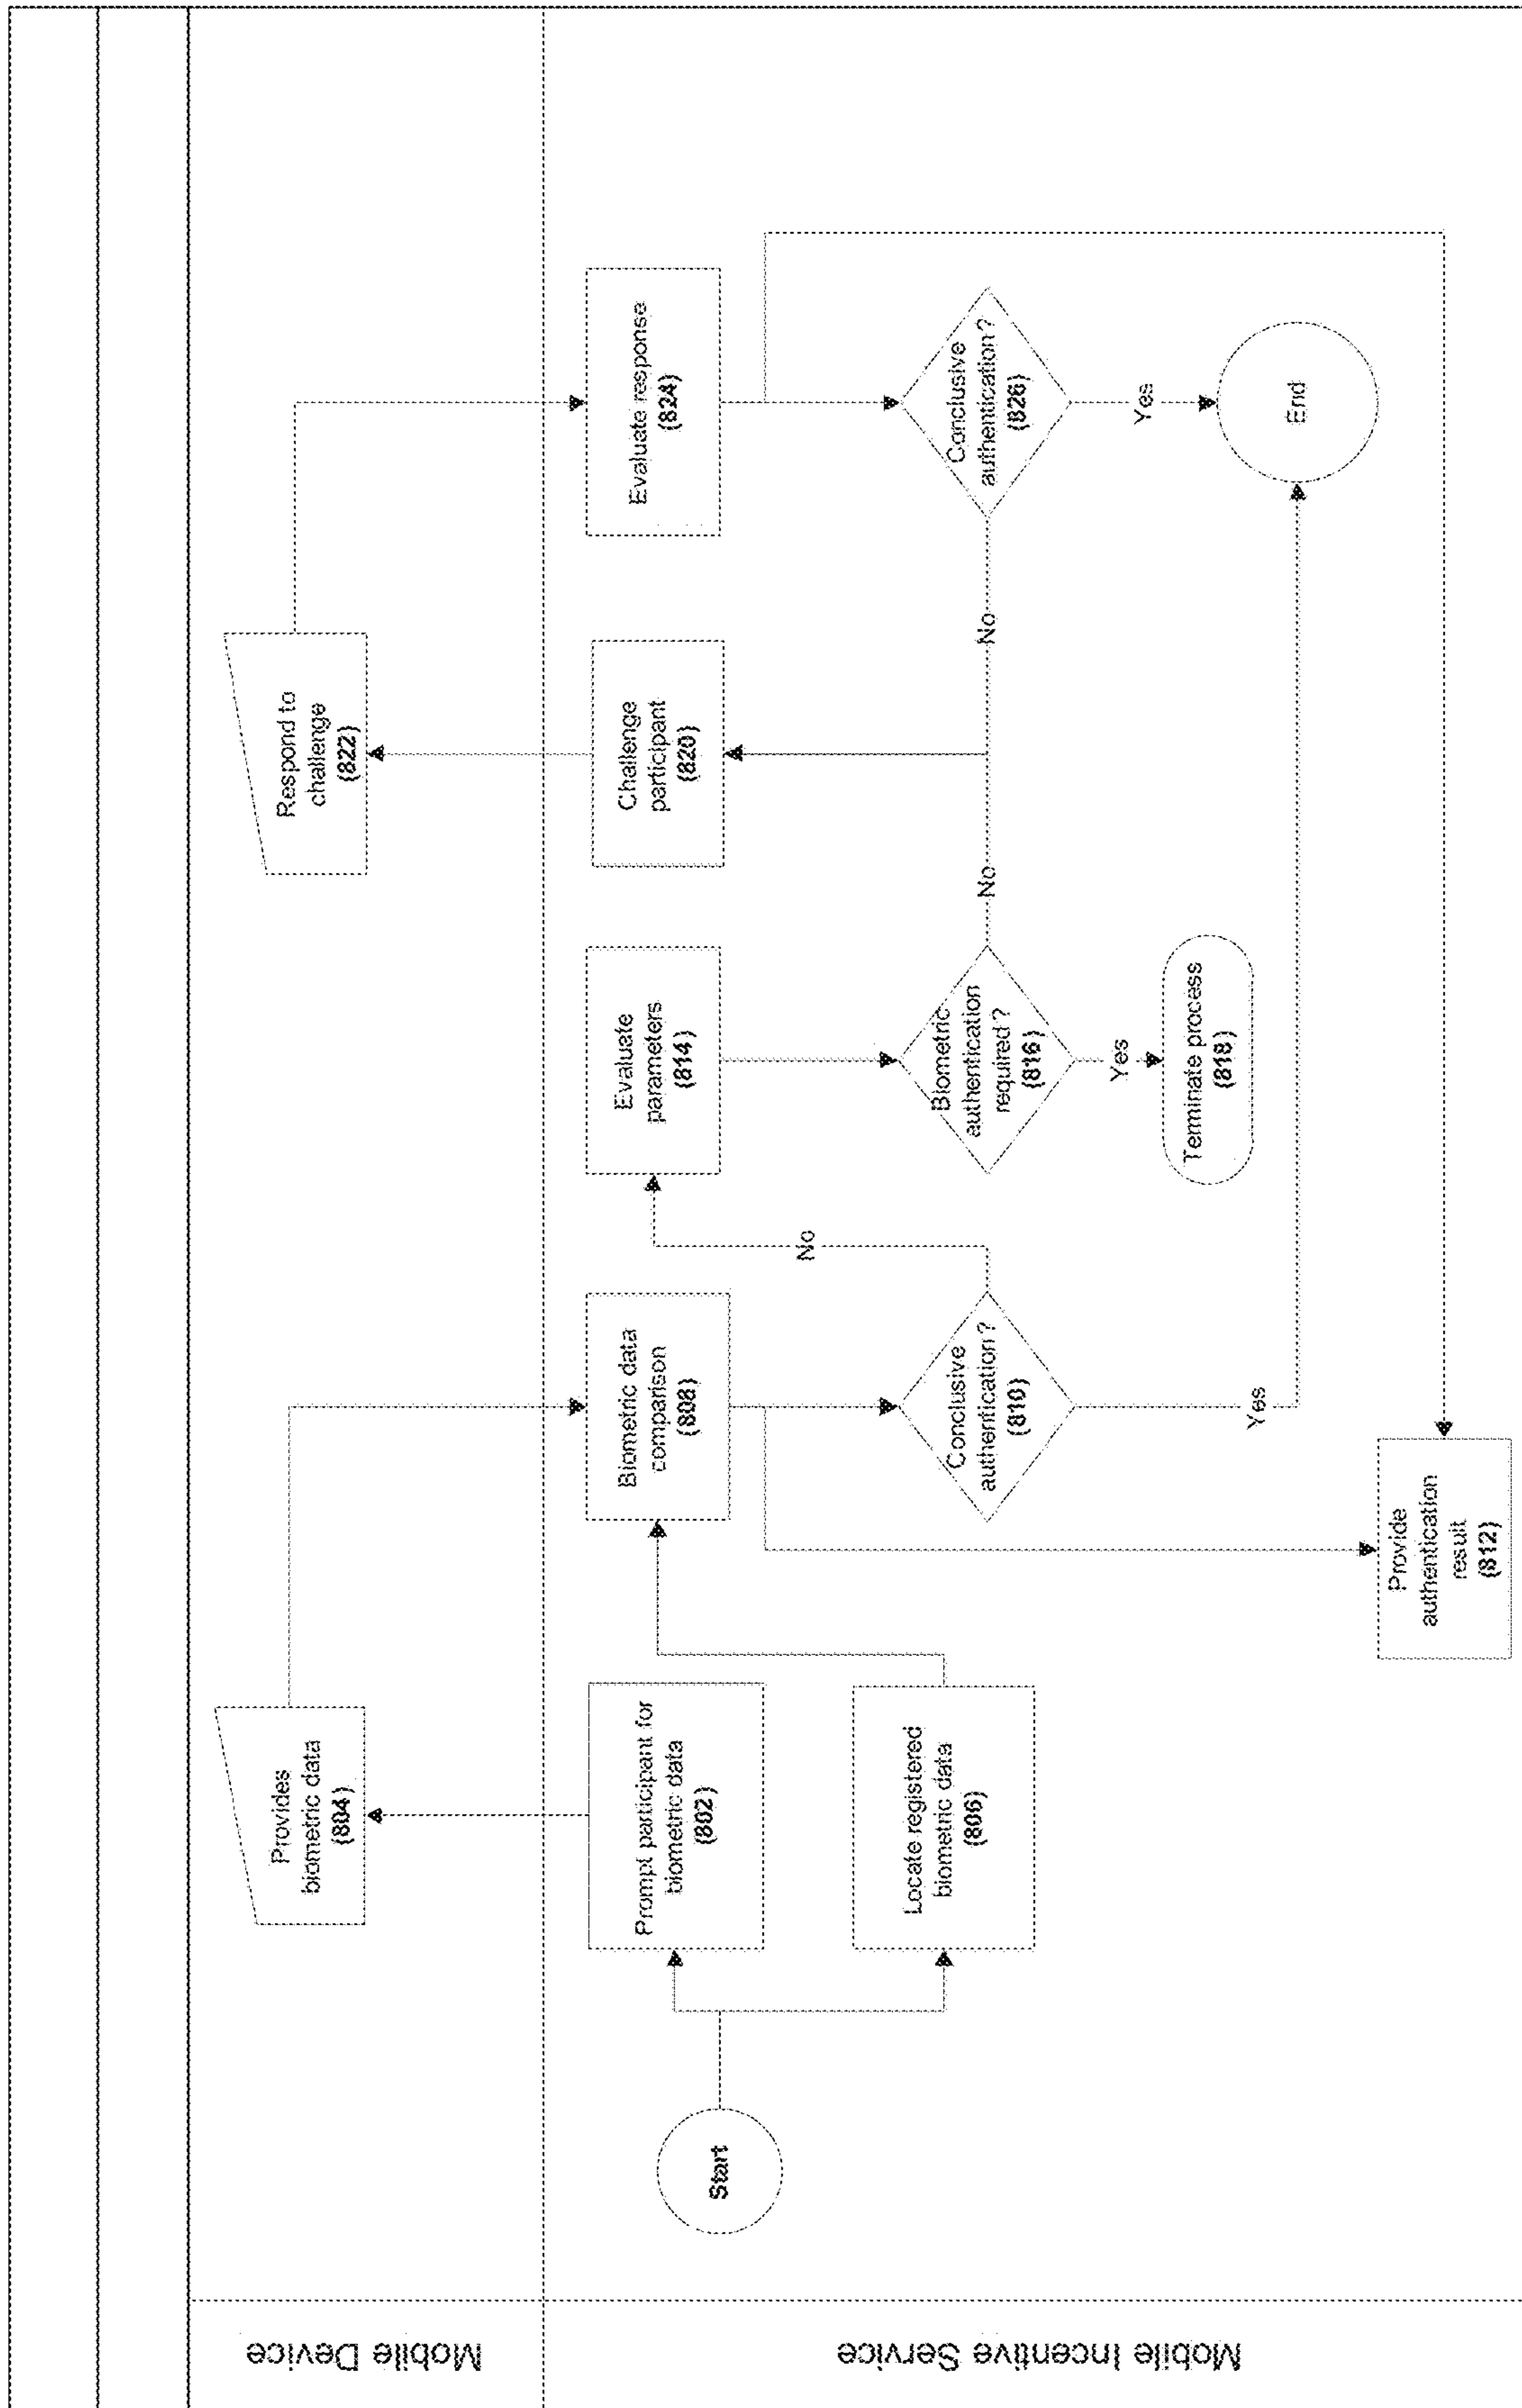 Mobile Device
Mobile Incentive Service
Start
Prompt participant for
biometric data
(802)
Provides
biometric data
(804)
Locate registered
biometric data
(806)
Biometric data
comparison
(808)
Conclusive
authentication?
(810)
Yes
No
Provide
authentication
result
(812)
Evaluate
parameters
(814)
Biometric
authentication
required?
(816)
Yes
No
Terminate process
(818)
Challenge
participant
(820)
Respond to
challenge
(822)
Evaluate response
(824)
Conclusive
authentication?
(826)
No
Yes
End